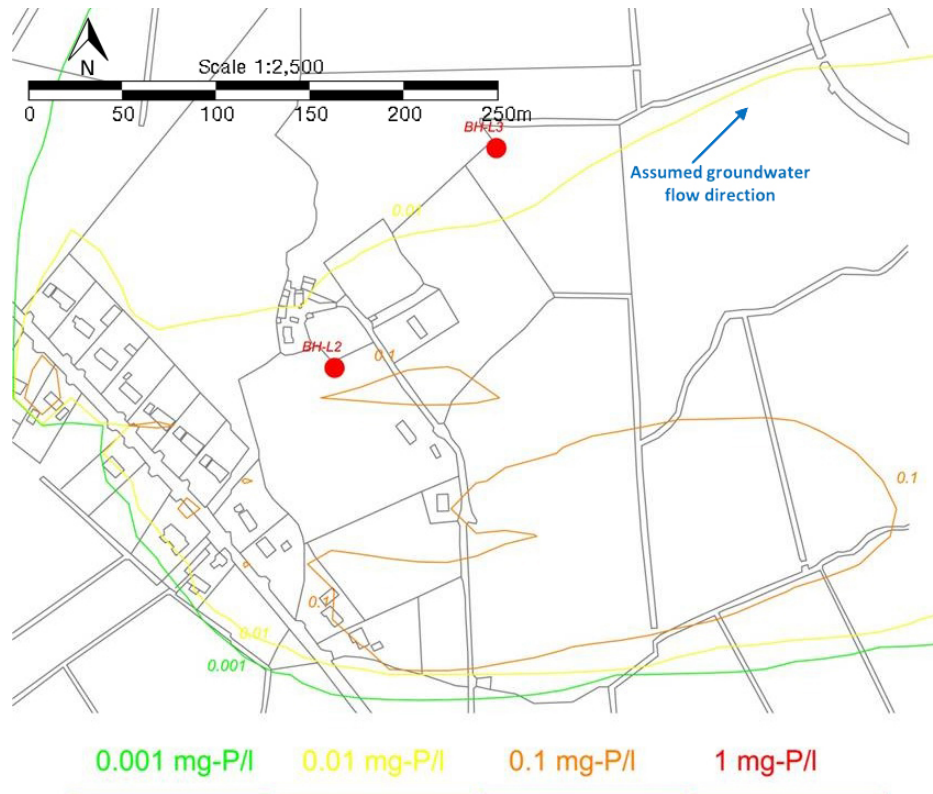 N
Scale 1:2,500
0 50 100 150 200 250m
BH-L3
Assumed groundwater
flow direction
0.01
BH-L2
0.1
0.1
0.1
0.01
0.001
0.001 mg-P/l 0.01 mg-P/l 0.1 mg-P/l 1 mg-P/l